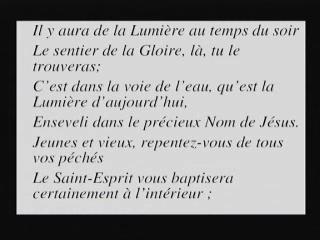 Il y aura de la Lumière au temps du soir
Le sentier de la Gloire, là, tu le
trouveras;
C'est dans la voie de l'eau, qu'est la
Lumière d'aujourd'hui,
Enseveli dans le précieux Nom de Jésus.
Jeunes et vieux, repentez-vous de tous
vos péchés
Le Saint-Esprit vous baptisera
certainement à l'intérieur ;